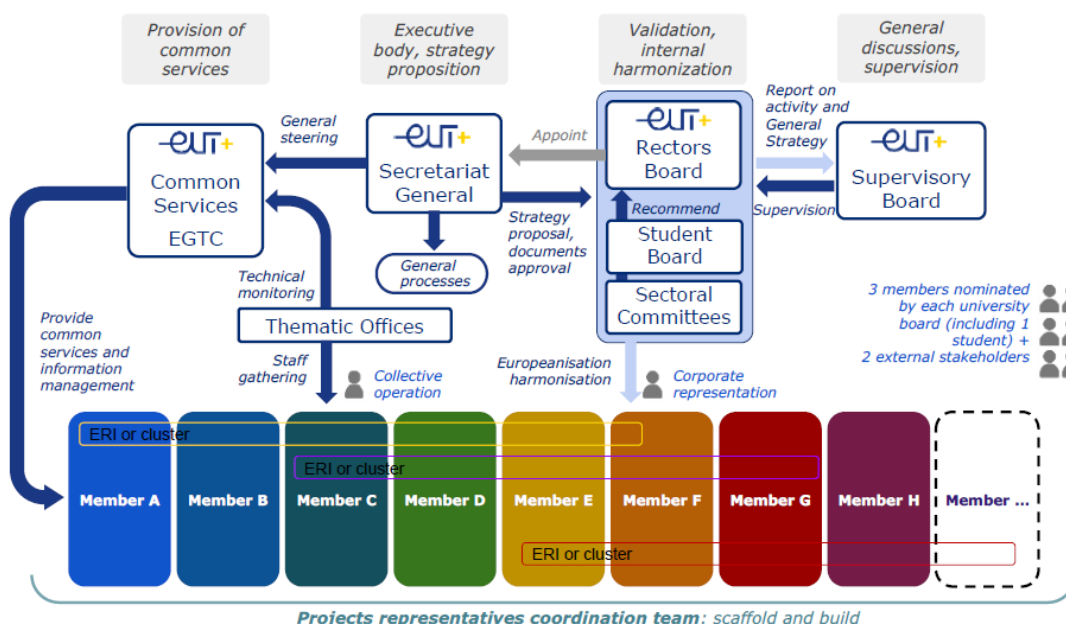 Provision of
common
services
Executive
body, strategy
proposition
Validation,
internal
harmonization
General
discussions,
supervision
General
steering
Appoint
Report on
activity and
General
Strategy
EUT+
Common
Services
EGTC
EUT+
Secretariat
General
EUT+
Rectors
Board
EUT+
Supervisory
Board
Recommend
Supervision
Strategy
proposal,
documents
approval
Student
Board
General
processes
Sectoral
Committees
Technical
monitoring
Thematic Offices
Provide
common
services and
information
management
Staff
gathering
Collective
operation
Europeanisation
harmonisation
Corporate
representation
3 members nominated
by each university
board (including 1
student) +
2 external stakeholders
ERI or cluster
ERI or cluster
Member A
Member B
Member C
Member D
Member E
Member F
Member G
Member H
Member ...
ERI or cluster
Projects representatives coordination team: scaffold and build